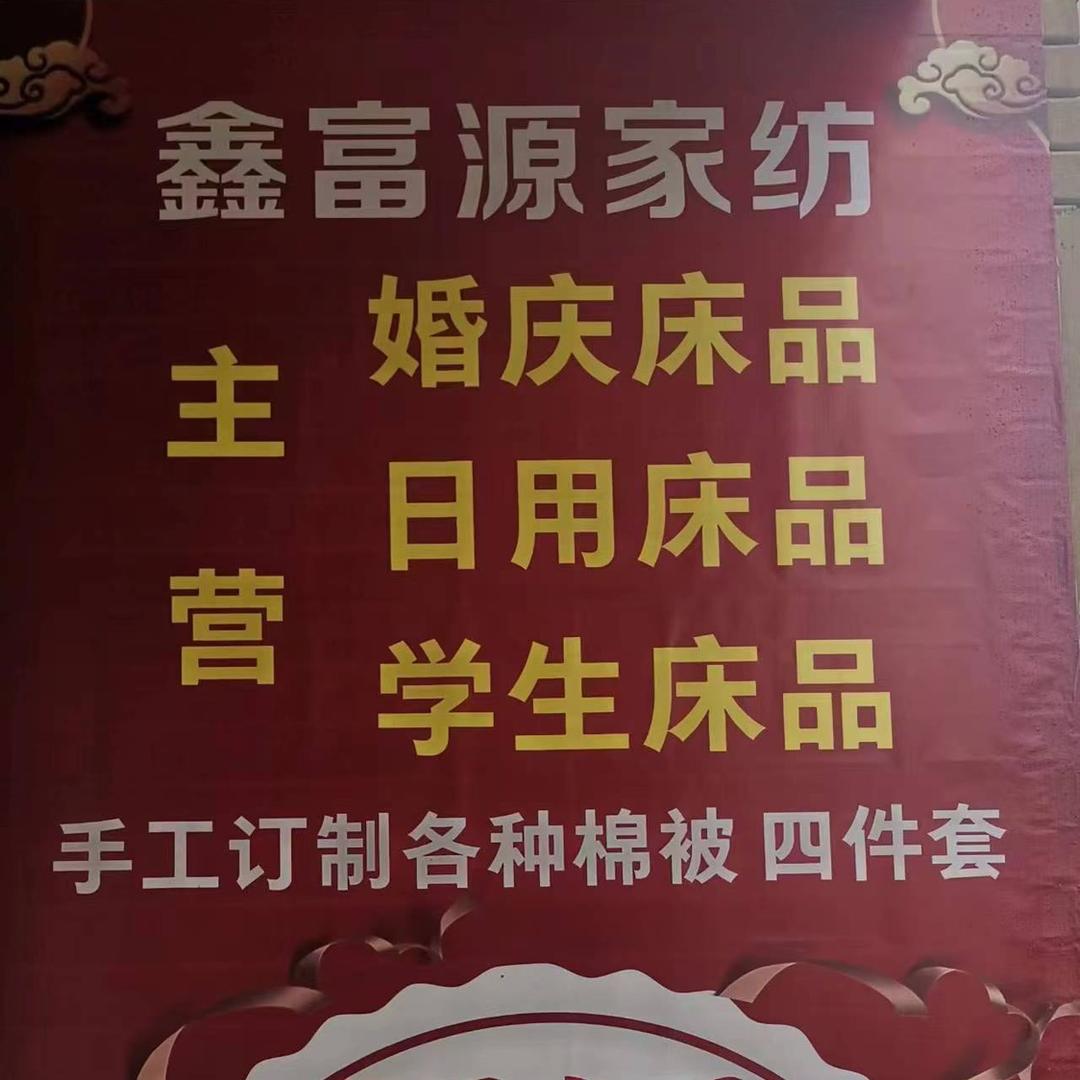 鑫富源家纺
主营
婚庆床品
日用床品
学生床品
手工订制各种棉被 四件套